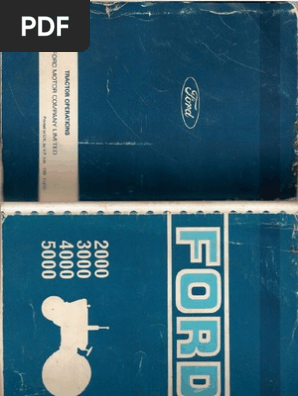 PDF
TRACTOR OPERATIONS
FORD MOTOR COMPANY LIMITED
Ford
FORD
2000
3000
4000
5000